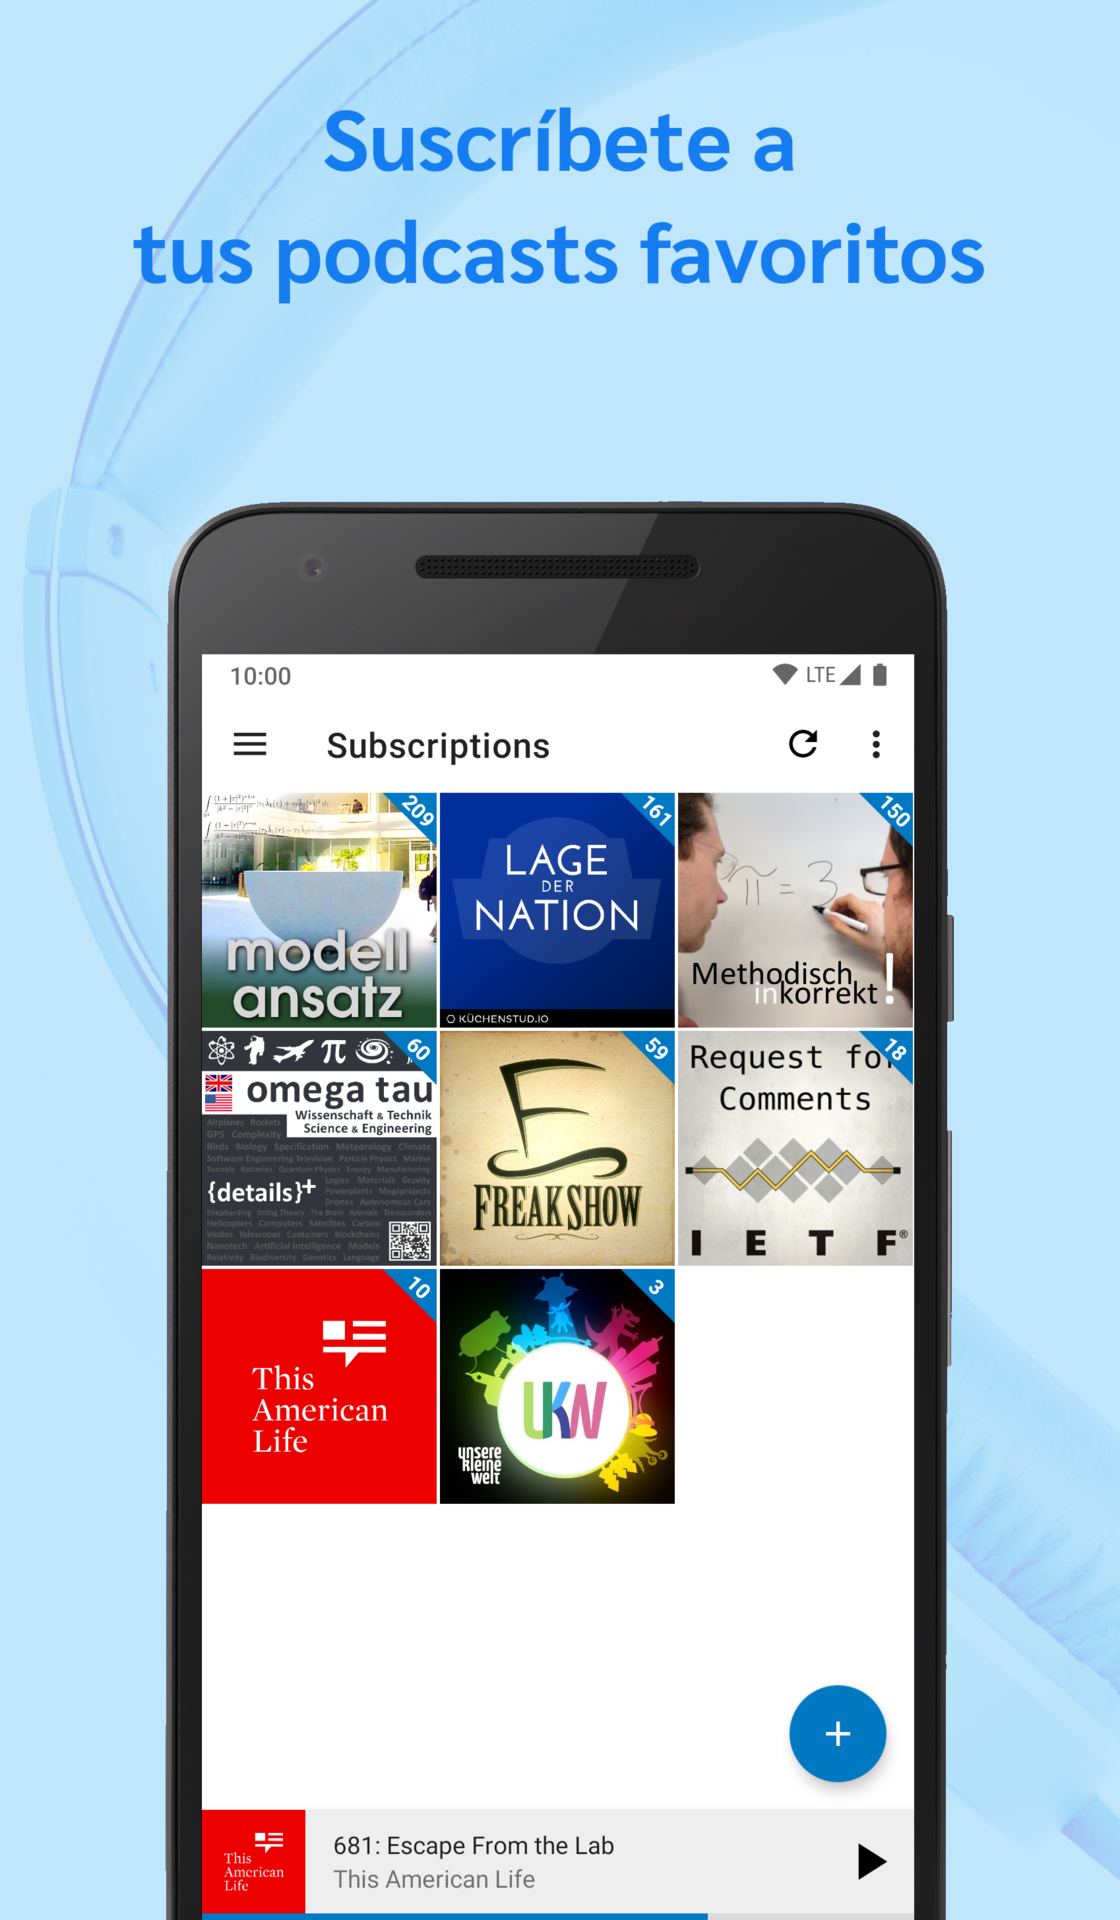 Suscríbete a
tus podcasts favoritos
10:00
LTE
Subscriptions
209
161
150
modell
ansatz
LAGE
DER
NATION
KÜCHENSTUD.IO
π = 3
Methodisch
inkorrekt!
60
59
18
π
omega tau
Wissenschaft & Technik
Science & Engineering
Airplanes Rockets
GPS Complexity
Birds Biology Specification Meteorology Climate
Software Engineering Television Particle Physics Marine
Tunnels Batteries Quantum Physics Energy Manufacturing
{details}+
Logics Materials Gravity
Powerplants Megaprojects
Drones Autonomous Cars
Shepherding String Theory The Brain Animals Transponders
Helicopters Computers Satellites Carbon
Violins Telescopes Containers Blockchains
Nanotech Artificial Intelligence Models
Relativity Biodiversity Genetics Language
FREAK SHOW
Request for
Comments
I E T F®
10
3
This
American
Life
UKW
unsere
kleine
welt
This
American
Life
681: Escape From the Lab
This American Life